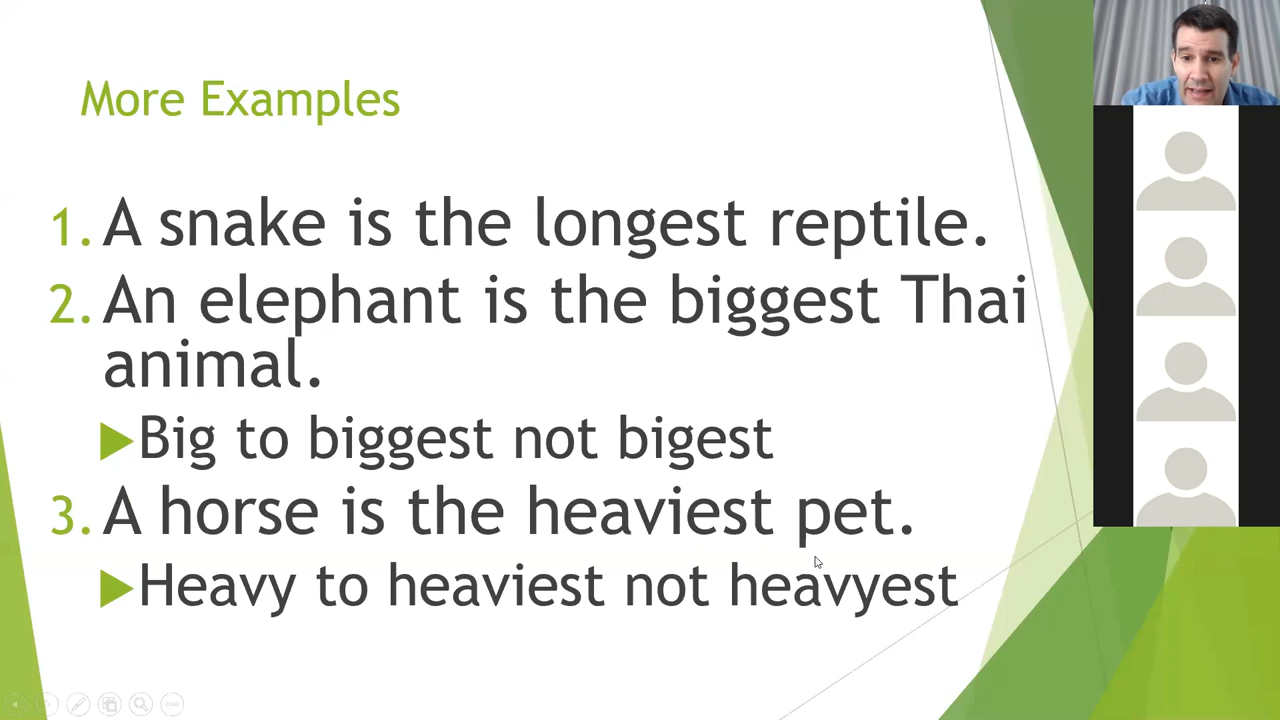 More Examples
1. A snake is the longest reptile.
2. An elephant is the biggest Thai
animal.
Big to biggest not bigest
3. A horse is the heaviest pet.
Heavy to heaviest not heavyest